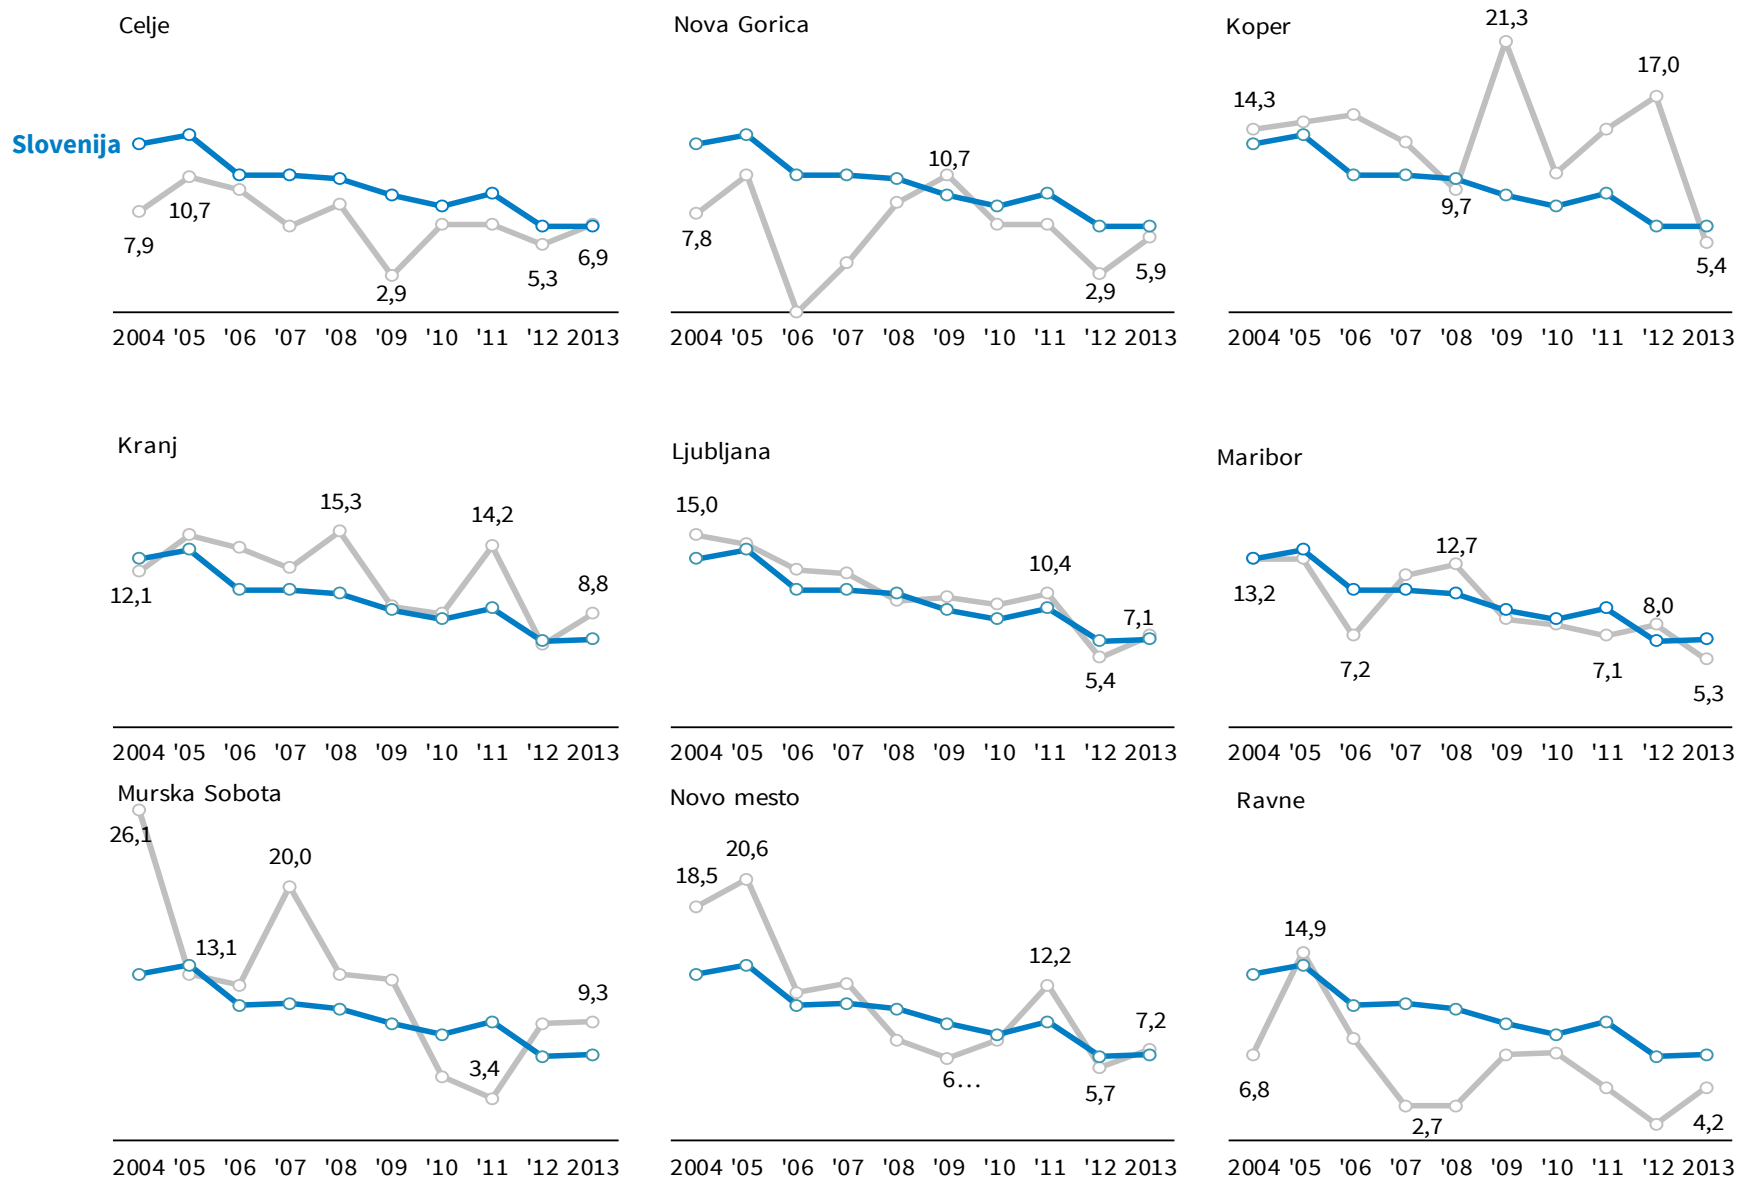 Celje
Slovenija
7,9
10,7
2,9
5,3
6,9
2004 '05 '06 '07 '08 '09 '10 '11 '12 2013
Nova Gorica
7,8
10,7
2,9
5,9
2004 '05 '06 '07 '08 '09 '10 '11 '12 2013
Koper
14,3
9,7
21,3
17,0
5,4
2004 '05 '06 '07 '08 '09 '10 '11 '12 2013
Kranj
12,1
15,3
14,2
8,8
2004 '05 '06 '07 '08 '09 '10 '11 '12 2013
Ljubljana
15,0
10,4
5,4
7,1
2004 '05 '06 '07 '08 '09 '10 '11 '12 2013
Maribor
13,2
7,2
12,7
7,1
8,0
5,3
2004 '05 '06 '07 '08 '09 '10 '11 '12 2013
Murska Sobota
26,1
13,1
20,0
3,4
9,3
2004 '05 '06 '07 '08 '09 '10 '11 '12 2013
Novo mesto
18,5
20,6
6…
12,2
5,7
7,2
2004 '05 '06 '07 '08 '09 '10 '11 '12 2013
Ravne
6,8
14,9
2,7
4,2
2004 '05 '06 '07 '08 '09 '10 '11 '12 2013